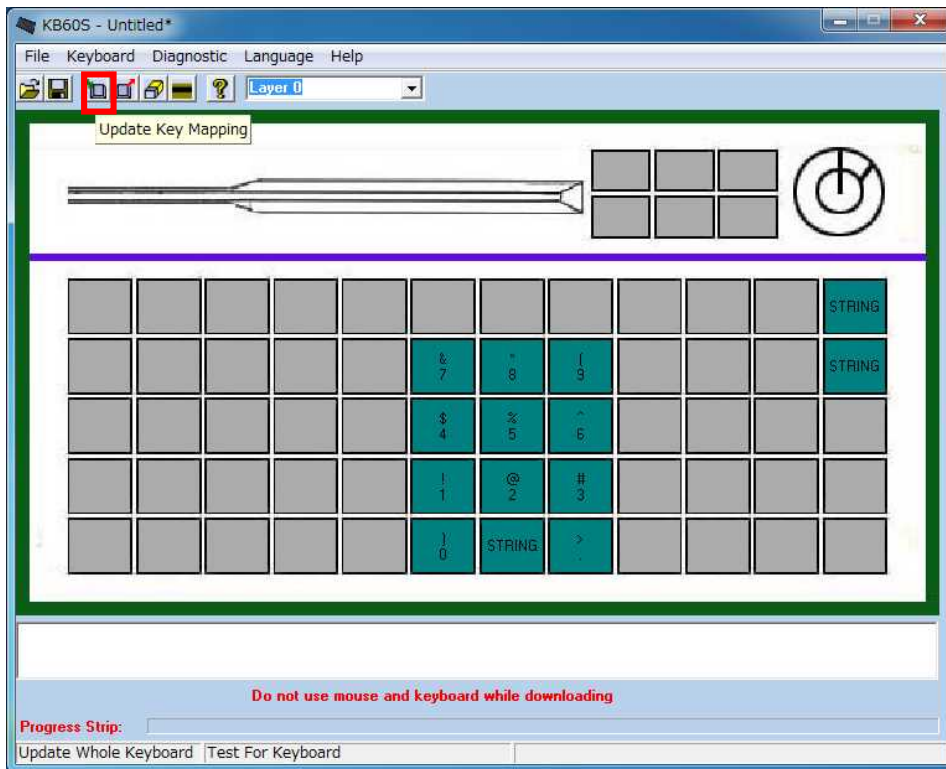 KB60S - Untitled*
File Keyboard Diagnostic Language Help
Layer 0
Update Key Mapping
STRING
& * ( STRING
7 8 9
$ % ^
4 5 6
! @ #
1 2 3
) STRING >
0 .
Do not use mouse and keyboard while downloading
Progress Strip:
Update Whole Keyboard Test For Keyboard